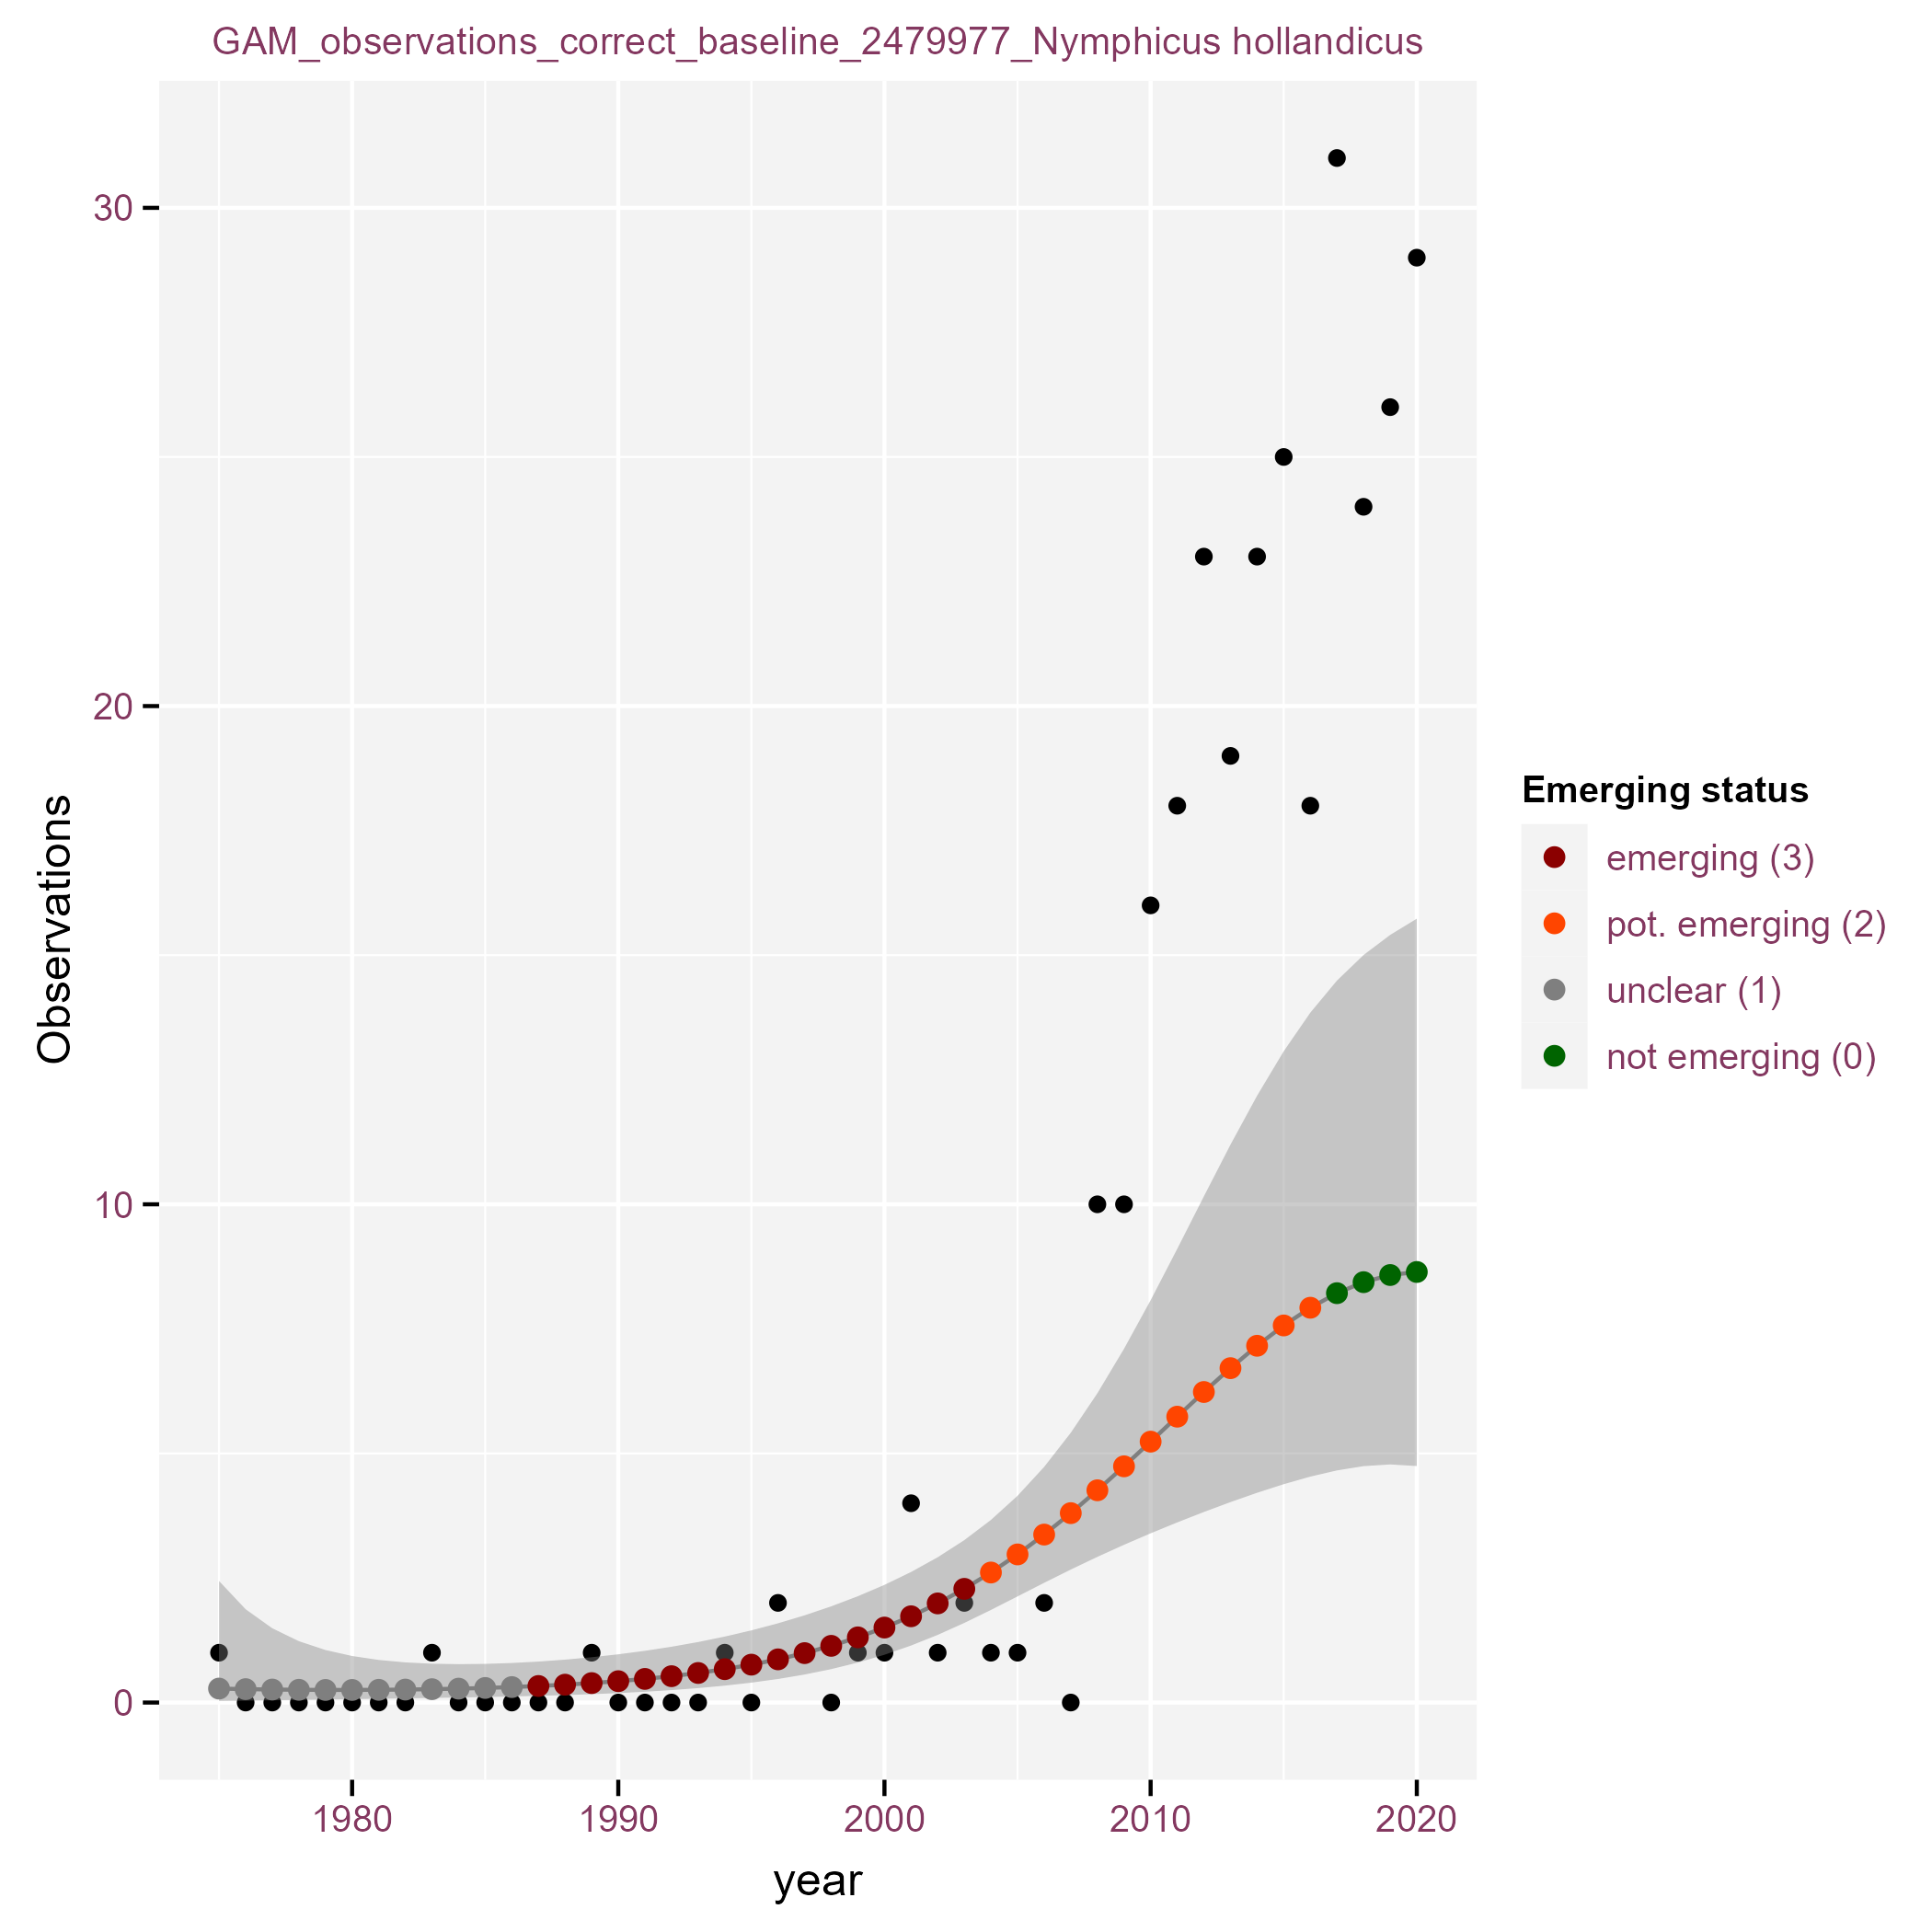 GAM_observations_correct_baseline_2479977_Nymphicus hollandicus
30
20
10
0
Observations
1980 1990 2000 2010 2020
year
Emerging status
emerging (3)
pot. emerging (2)
unclear (1)
not emerging (0)